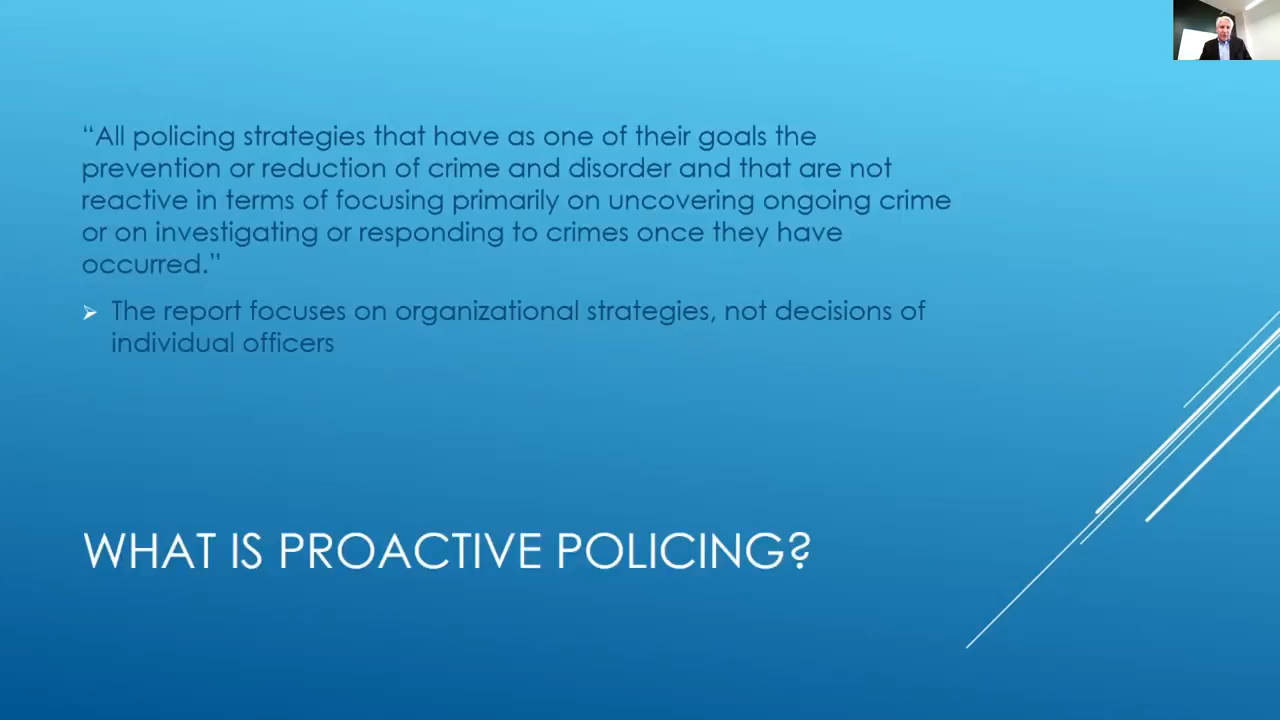 “All policing strategies that have as one of their goals the
prevention or reduction of crime and disorder and that are not
reactive in terms of focusing primarily on uncovering ongoing crime
or on investigating or responding to crimes once they have
occurred.”
The report focuses on organizational strategies, not decisions of
individual officers
WHAT IS PROACTIVE POLICING?